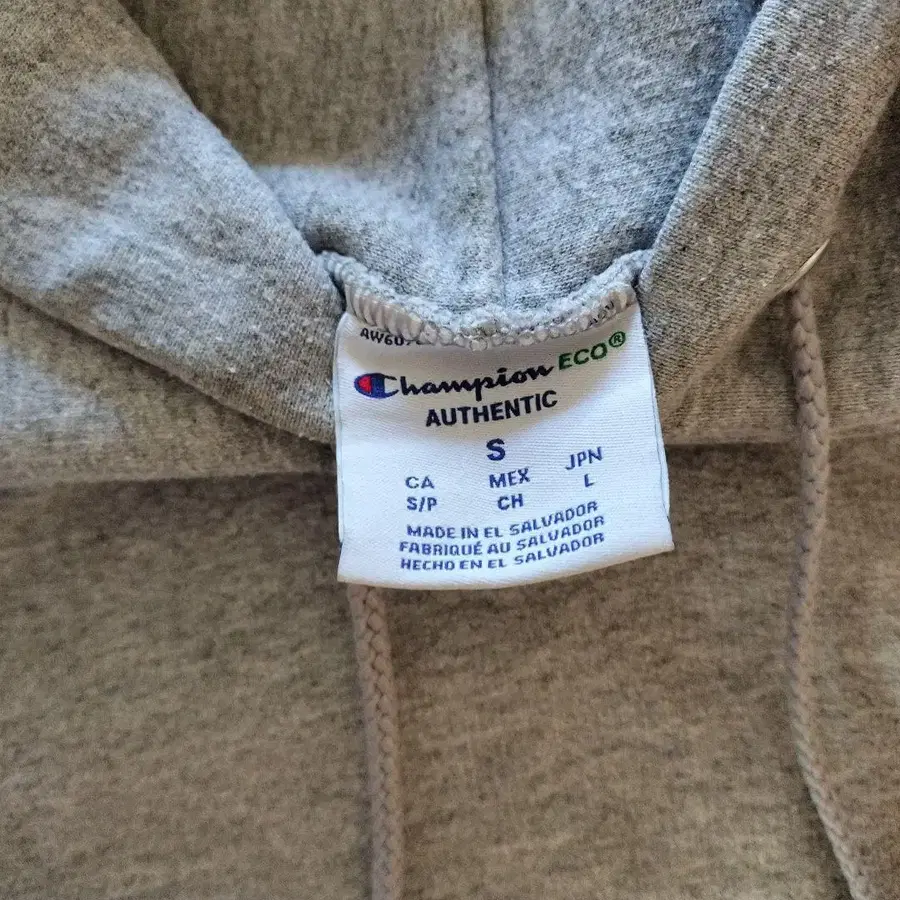 Champion ECO®
AUTHENTIC
S
CA MEX JPN
S/P CH L
MADE IN EL SALVADOR
FABRIQUÉ AU SALVADOR
HECHO EN EL SALVADOR